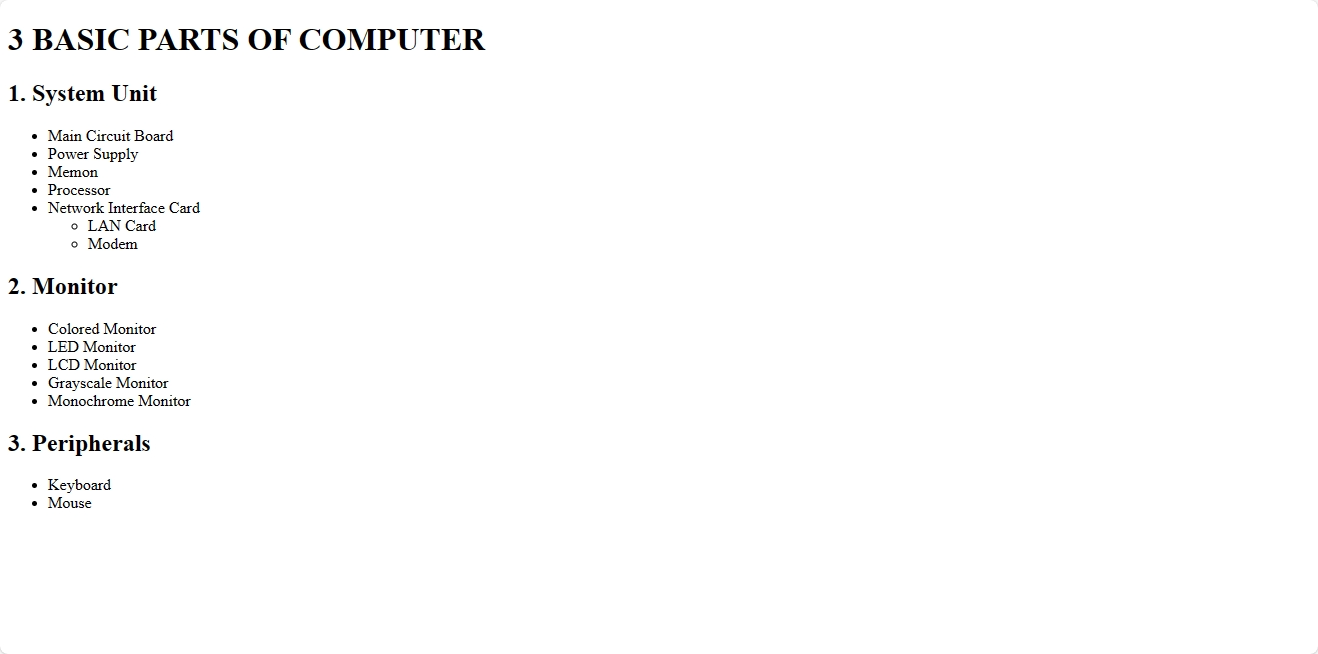 3 BASIC PARTS OF COMPUTER
1. System Unit
Main Circuit Board
Power Supply
Memon
Processor
Network Interface Card
LAN Card
Modem
2. Monitor
Colored Monitor
LED Monitor
LCD Monitor
Grayscale Monitor
Monochrome Monitor
3. Peripherals
Keyboard
Mouse